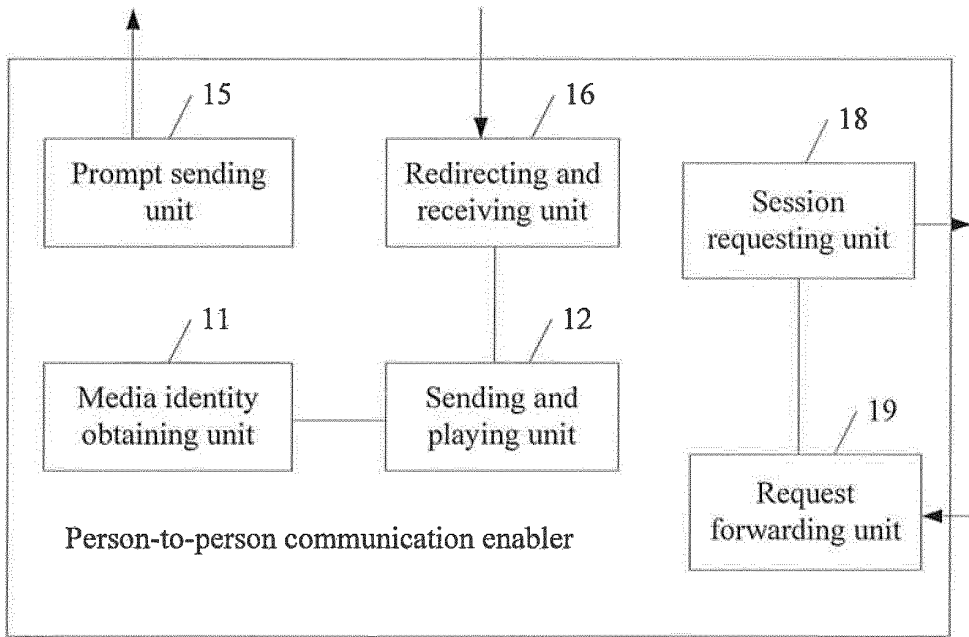 15
Prompt sending
unit
16
Redirecting and
receiving unit
18
Session
requesting unit
11
Media identity
obtaining unit
12
Sending and
playing unit
19
Request
forwarding unit
Person-to-person communication enabler